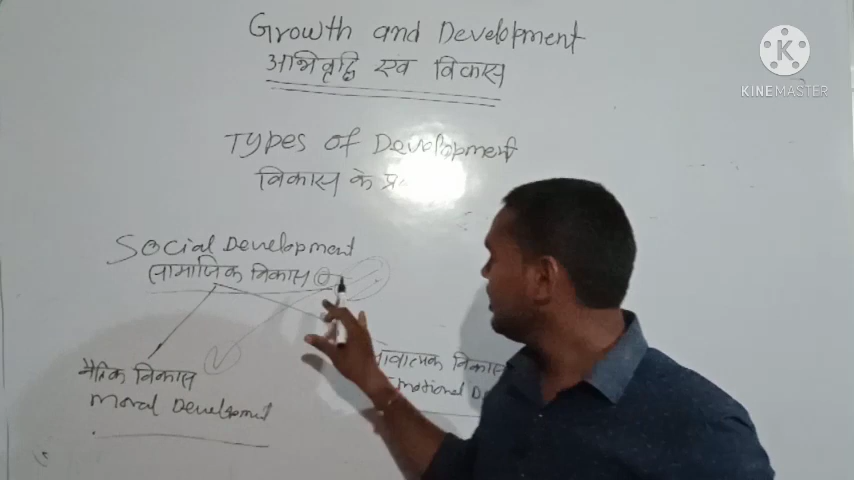 Growth and Development
अभिवृद्धि एवं विकास
KINEMASTER
Types of Development
विकास के
Social Development
सामाजिक विकास
नैतिक विकास
Moral Development
विकास